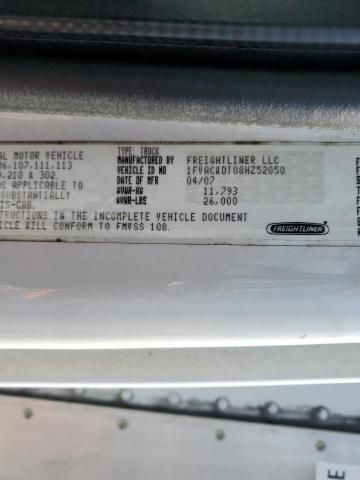 AL MOTOR VEHICLE
06,107,111,113
,210 & 302.
DS APPLICABLE TO
SUBSTANTIALLY
IS-CAB.
TYPE: TRUCK
MANUFACTURED BY FREIGHTLINER LLC
VEHICLE ID NO 1FVACWDT08HZ52050
DATE OF MFR 04/07
GVWR-KG 11,793
GVWR-LBS 26,000
TRUCTIONS IN THE INCOMPLETE VEHICLE DOCUMENT
ICLE WILL CONFORM TO FMVSS 108.
FREIGHTLINER
E